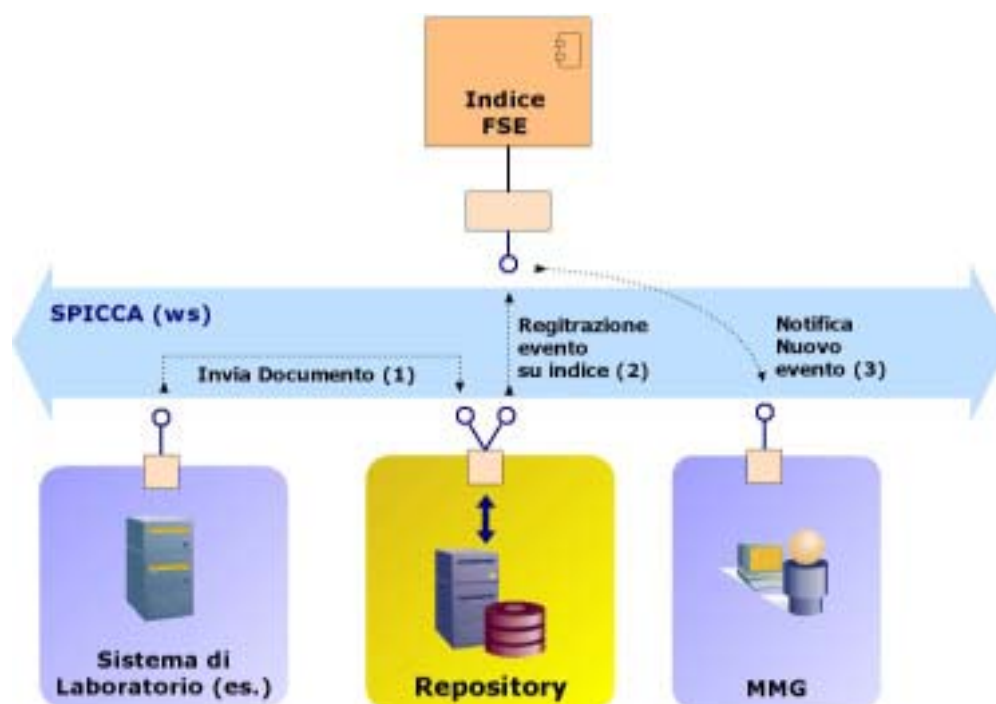 Indice
FSE
SPICCA (ws)
Invia Documento (1)
Regitrazione
evento
su indice (2)
Notifica
Nuovo
evento (3)
Sistema di
Laboratorio (es.)
Repository
MMG